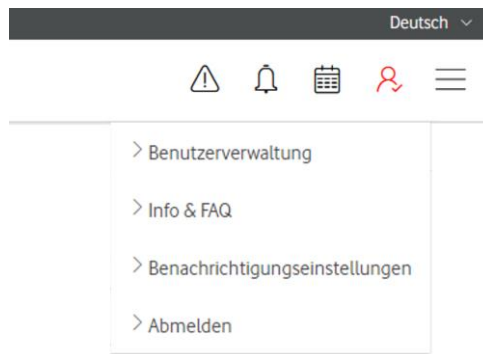 Deutsch
Benutzerverwaltung
Info & FAQ
Benachrichtigungseinstellungen
Abmelden